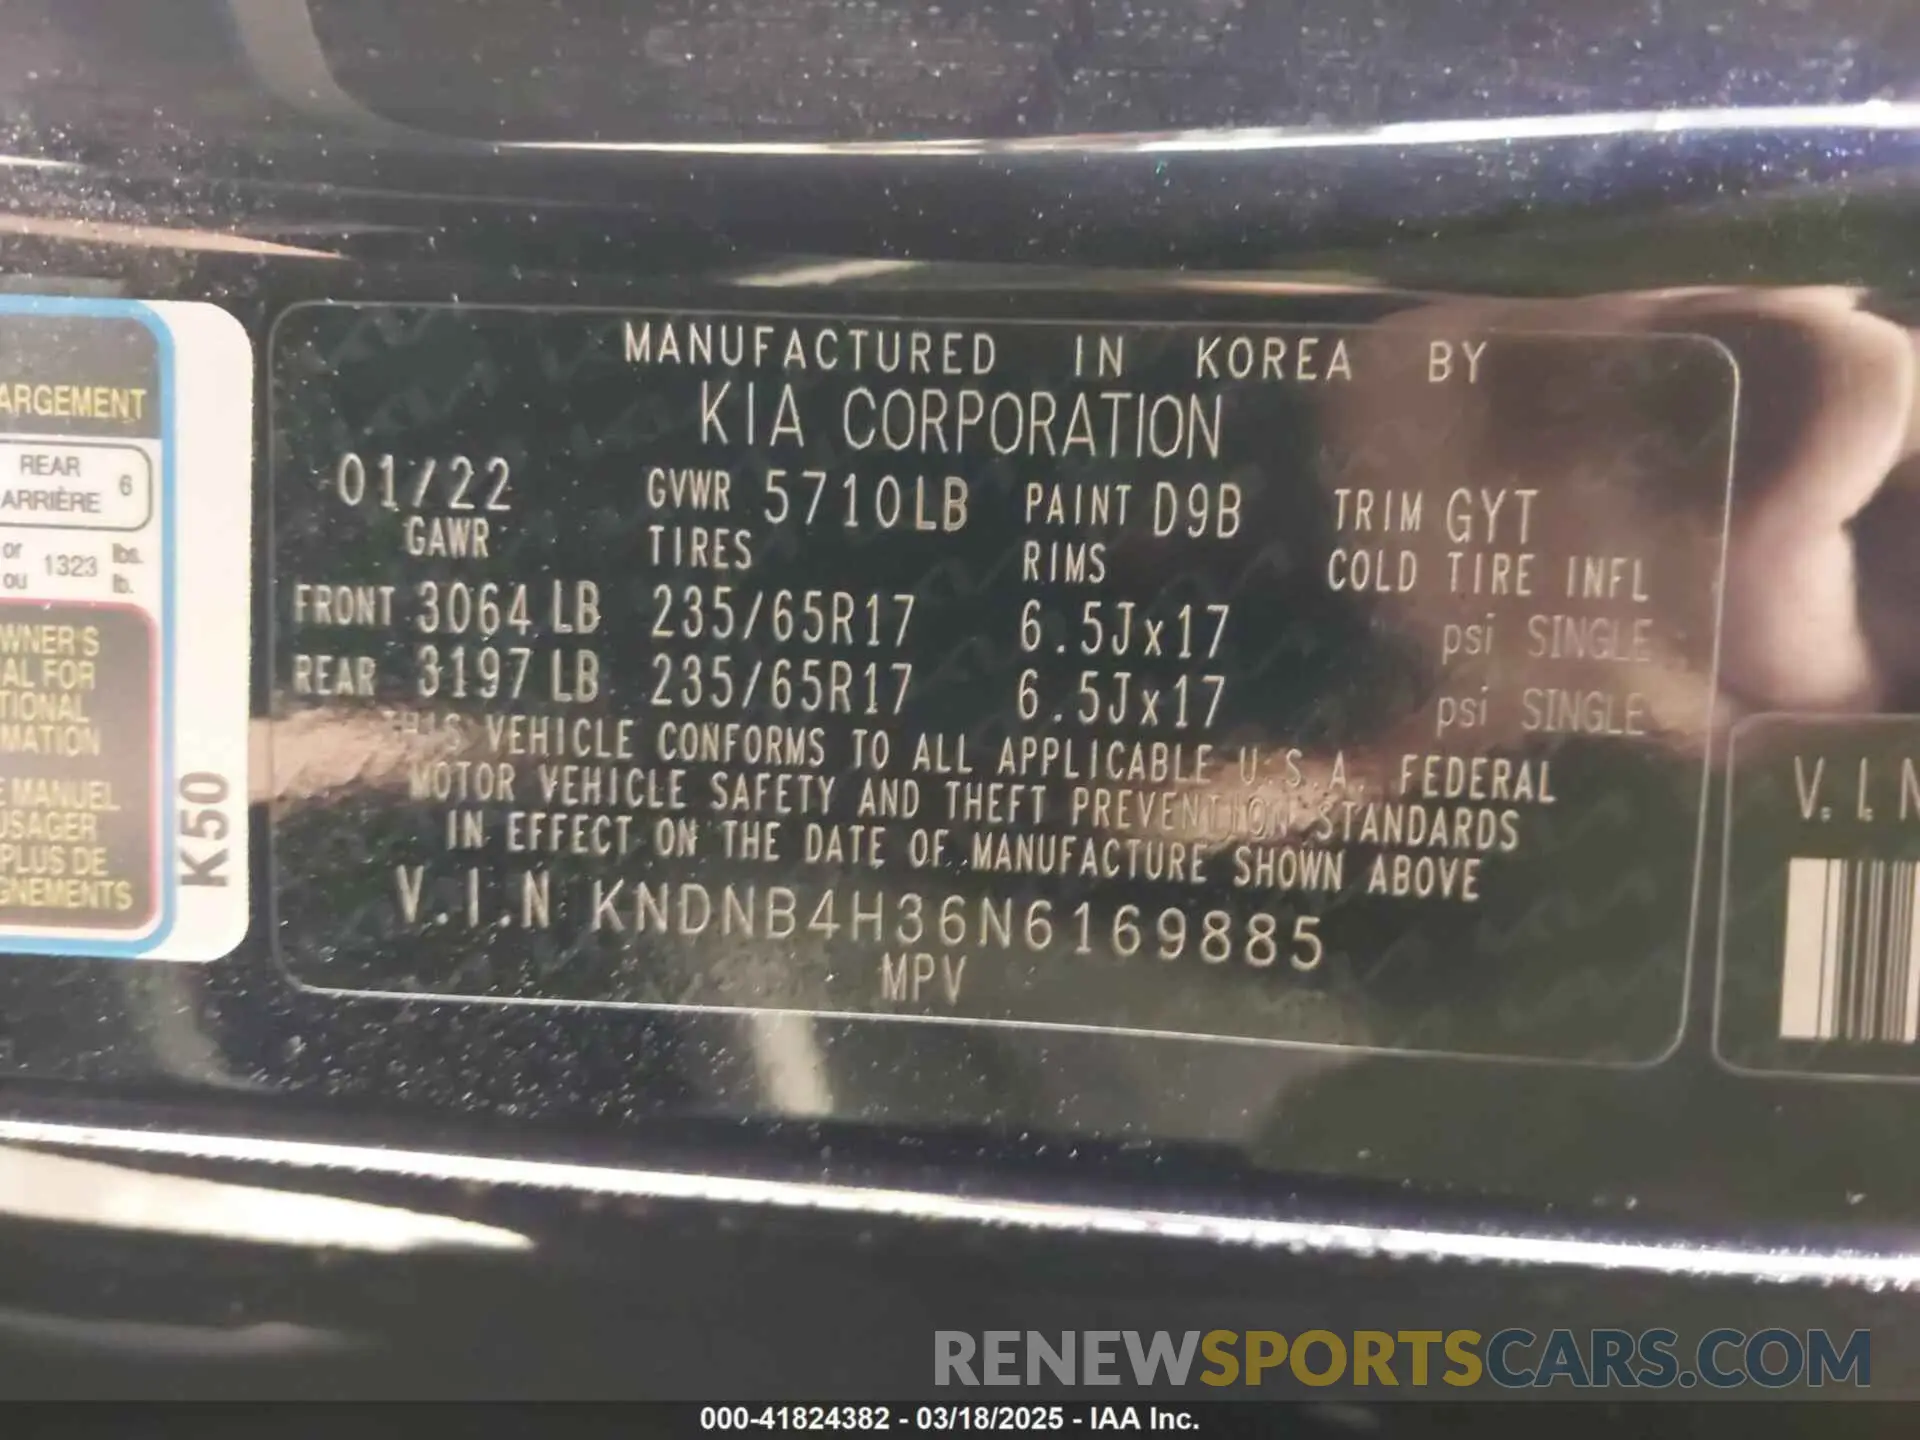 ARGEMENT
REAR
ARRIÈRE 6
or
ou 1323 lbs.
lb.
WNER'S
AL FOR
TIONAL
MATION
E MANUEL
USAGER
PLUS DE
GNEMENTS
K50
MANUFACTURED IN KOREA BY
KIA CORPORATION
01/22 GVWR 5710LB PAINT D9B TRIM GYT
GAWR TIRES RIMS COLD TIRE INFL
FRONT 3064 LB 235/65R17 6.5Jx17 psi SINGLE
REAR 3197 LB 235/65R17 6.5Jx17 psi SINGLE
THIS VEHICLE CONFORMS TO ALL APPLICABLE U.S.A. FEDERAL
MOTOR VEHICLE SAFETY AND THEFT PREVENTION STANDARDS
IN EFFECT ON THE DATE OF MANUFACTURE SHOWN ABOVE
V.I.N KNDNB4H36N6169885
MPV
V.I.N
RENEWSPORTSCARS.COM
000-41824382 - 03/18/2025 - IAA Inc.